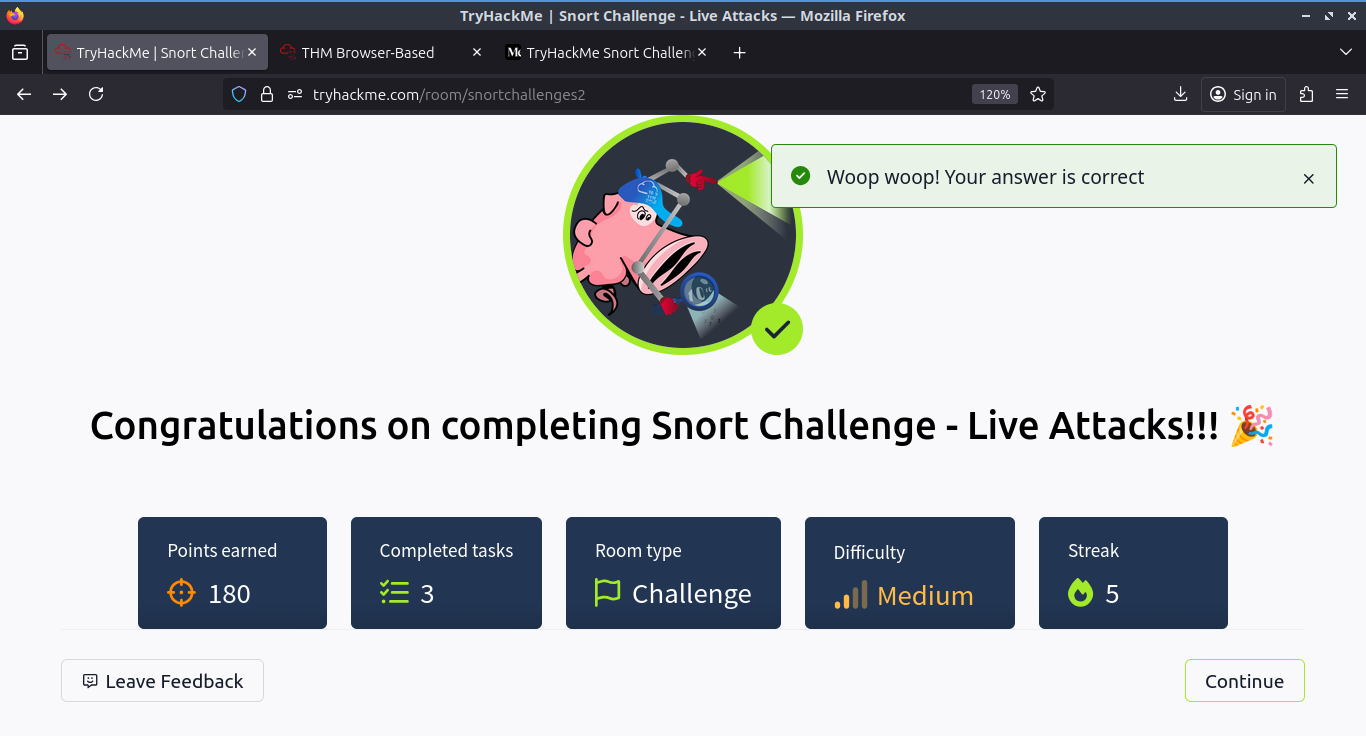 TryHackMe | Snort Challenge - Live Attacks — Mozilla Firefox
TryHackMe | Snort Challe
THM Browser-Based
TryHackMe Snort Challen
tryhackme.com/room/snortchallenges2
120%
Sign in
Woop woop! Your answer is correct
Congratulations on completing Snort Challenge - Live Attacks!!! 🎉
Points earned
180
Completed tasks
3
Room type
Challenge
Difficulty
Medium
Streak
5
Leave Feedback
Continue